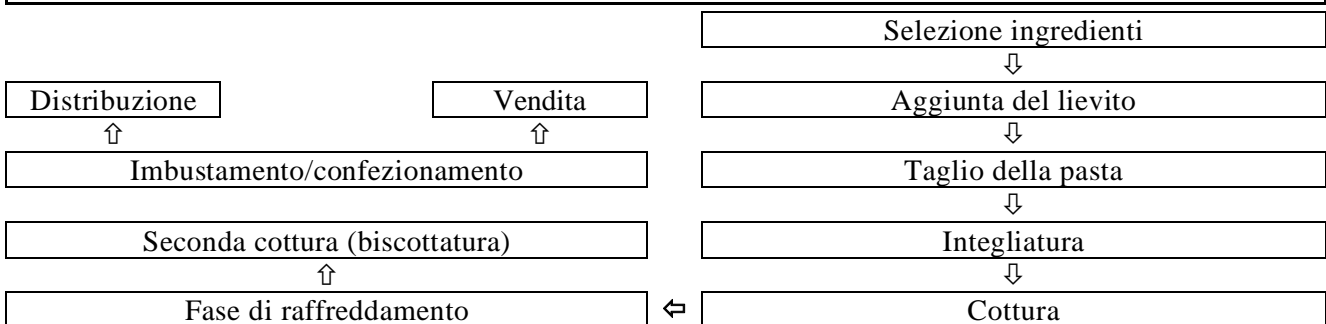 Selezione ingredienti
⇩
Distribuzione Vendita Aggiunta del lievito
⇧ ⇧ ⇩
Imbustamento/confezionamento Taglio della pasta
⇩
Seconda cottura (biscottatura) Integliatura
⇧ ⇩
Fase di raffreddamento ⇦ Cottura